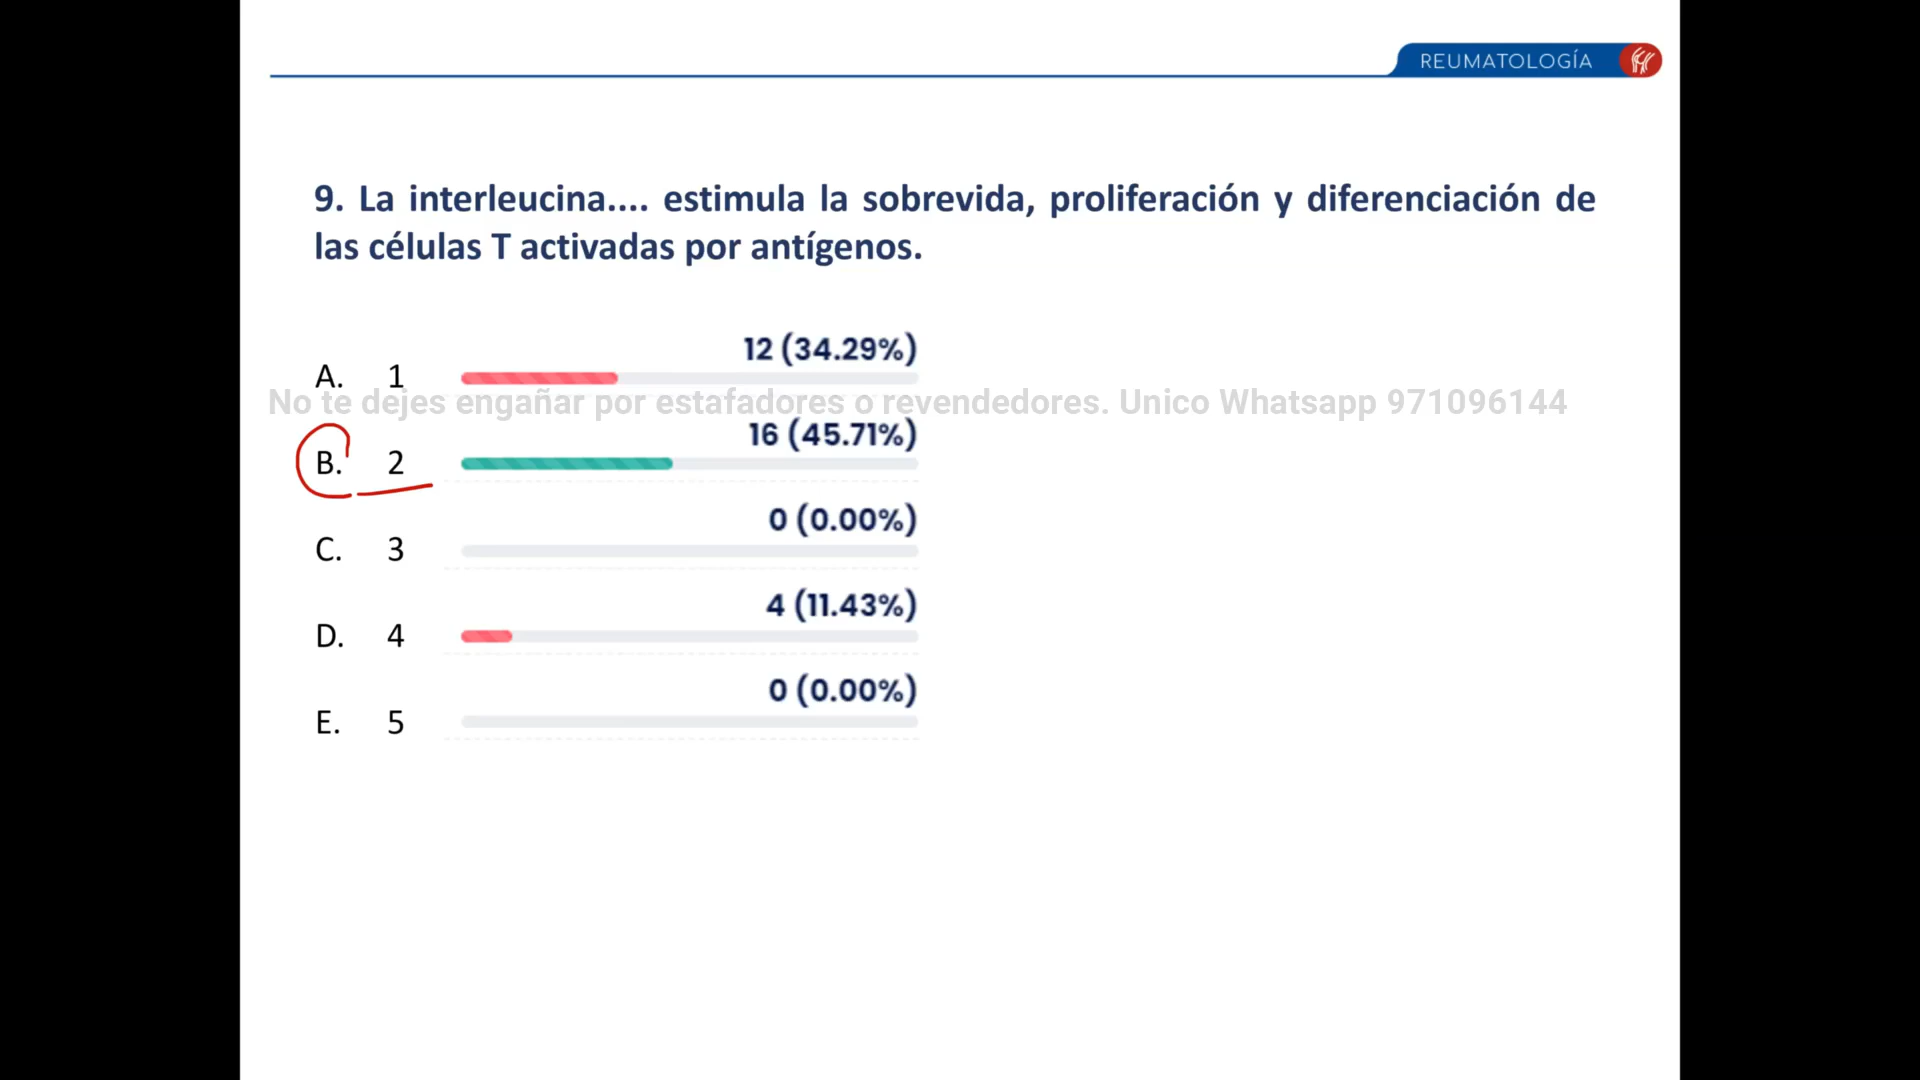 REUMATOLOGÍA
9. La interleucina.... estimula la sobrevida, proliferación y diferenciación de
las células T activadas por antígenos.
12 (34.29%)
A. 1
No te dejes engañar por estafadores o revendedores. Unico Whatsapp 971096144
16 (45.71%)
B. 2
0 (0.00%)
C. 3
4 (11.43%)
D. 4
0 (0.00%)
E. 5